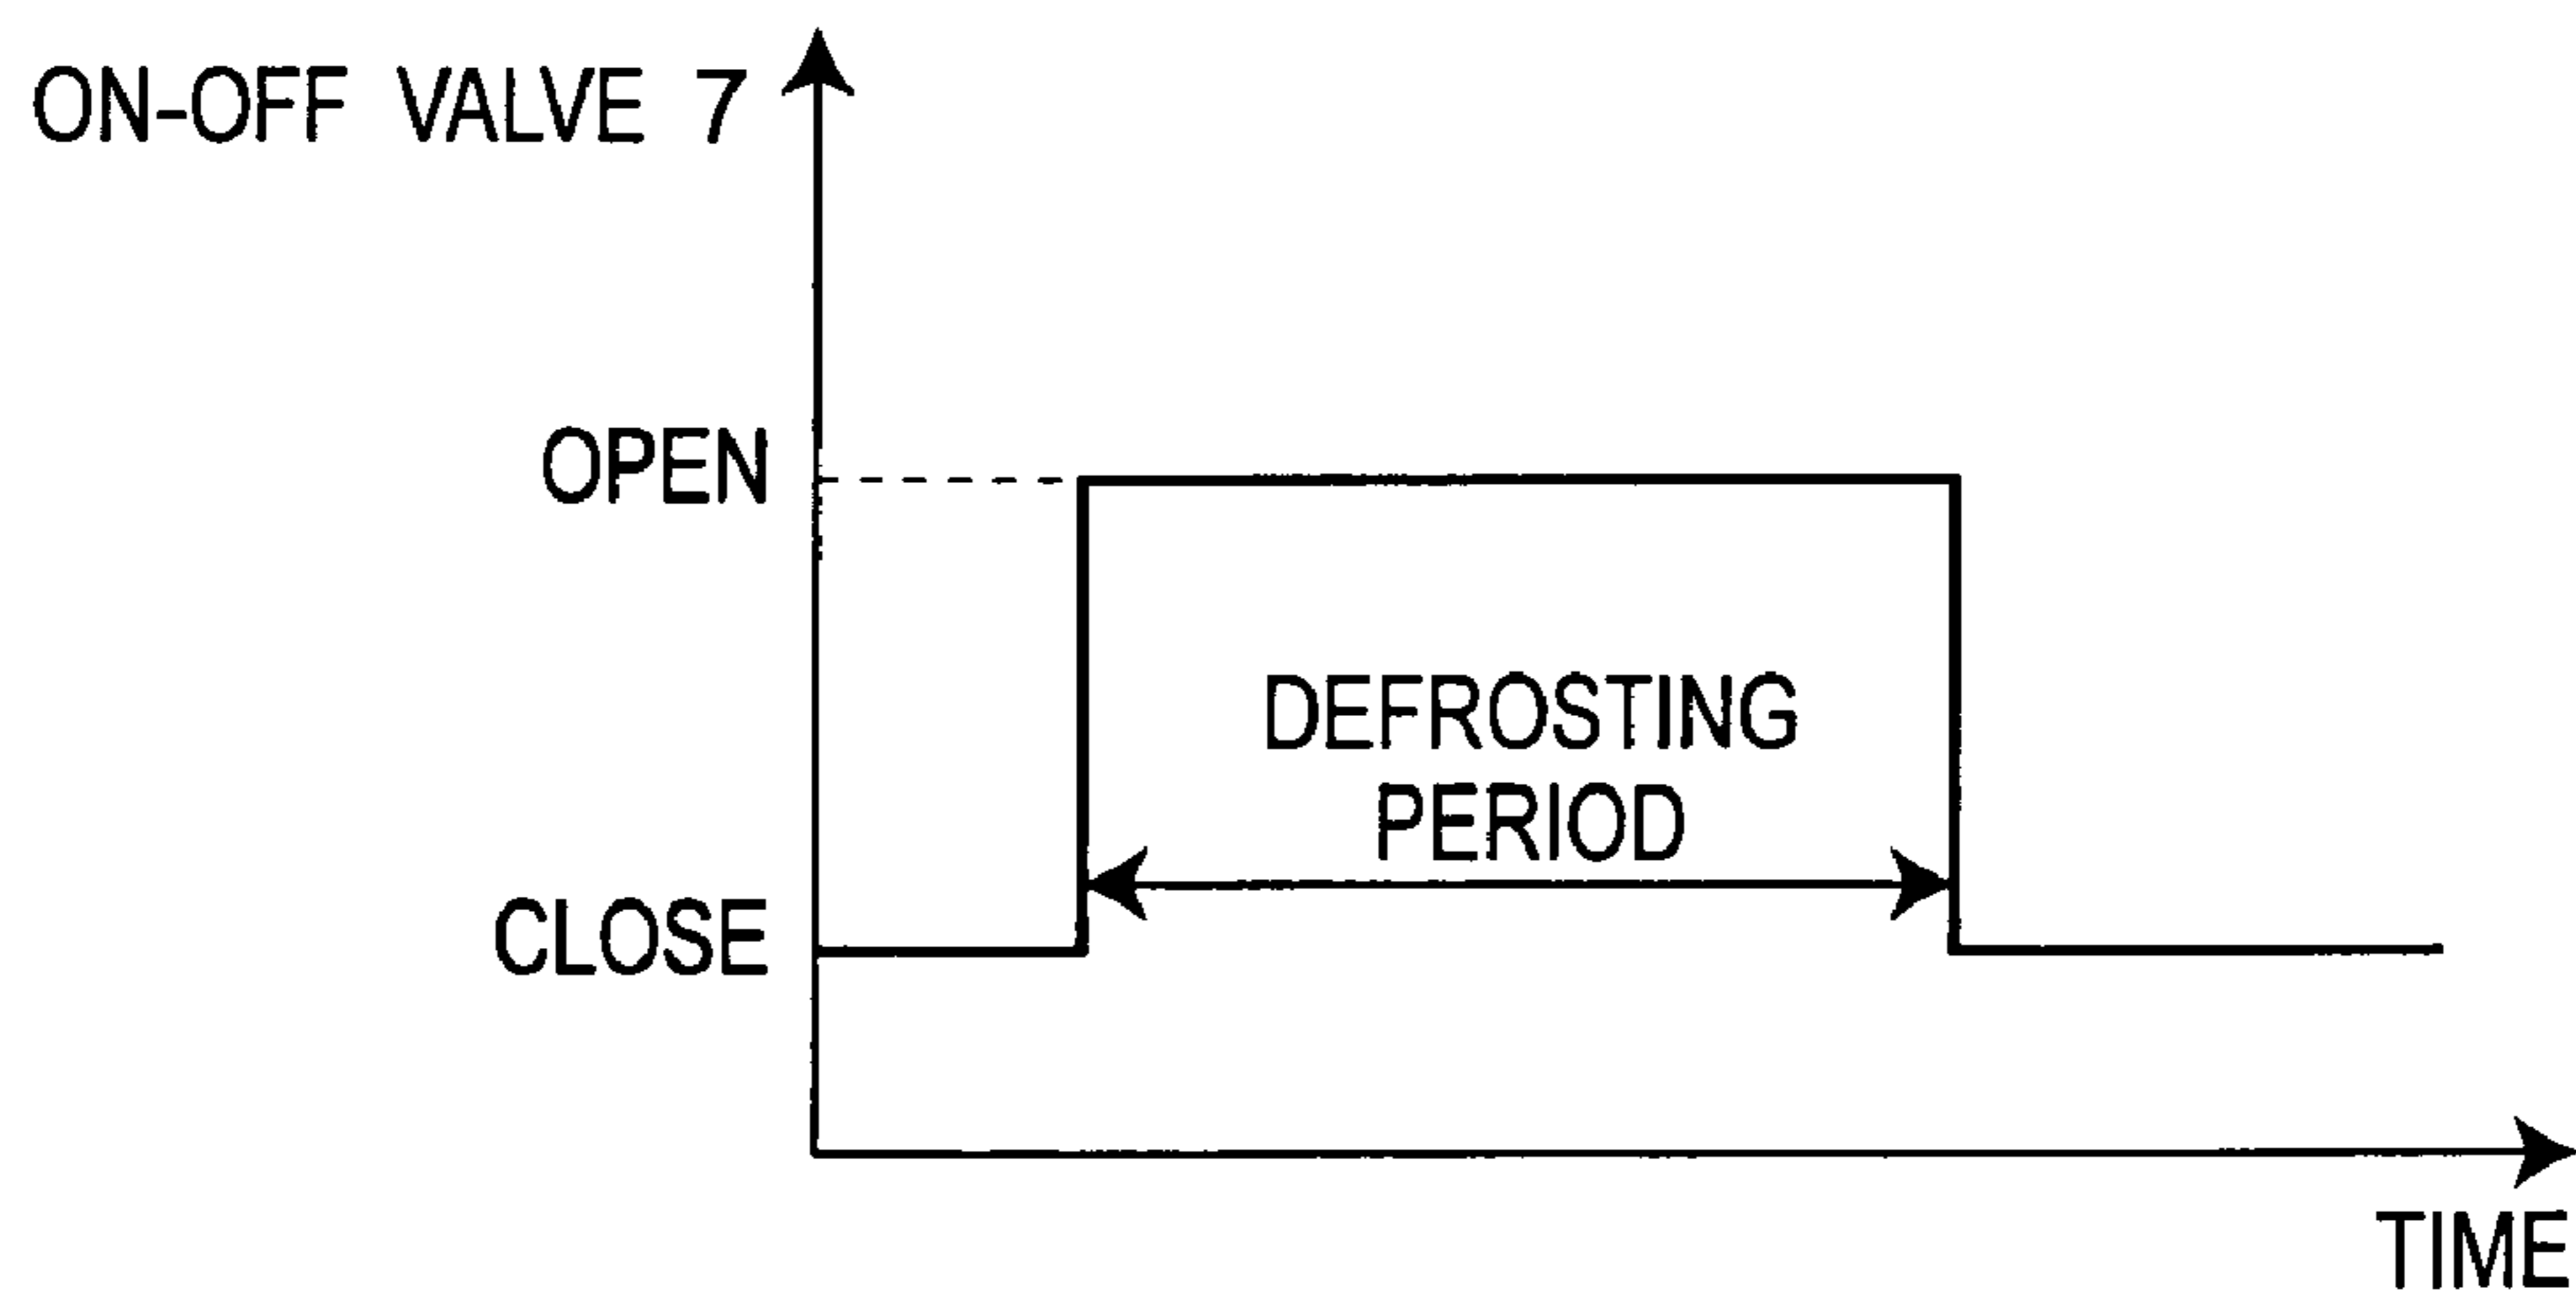 ON-OFF VALVE 7
OPEN
DEFROSTING
PERIOD
CLOSE
TIME